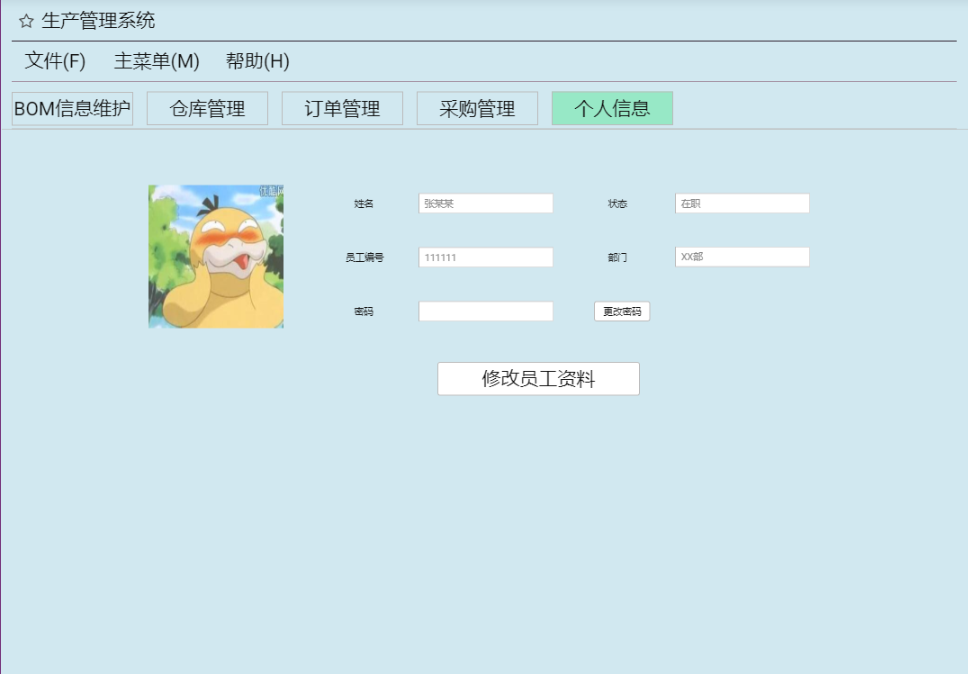 ☆ 生产管理系统
文件(F) 主菜单(M) 帮助(H)
BOM信息维护 仓库管理 订单管理 采购管理 个人信息
姓名 张某某 状态 在职
员工编号 111111 部门 XX部
密码 更改密码
修改员工资料